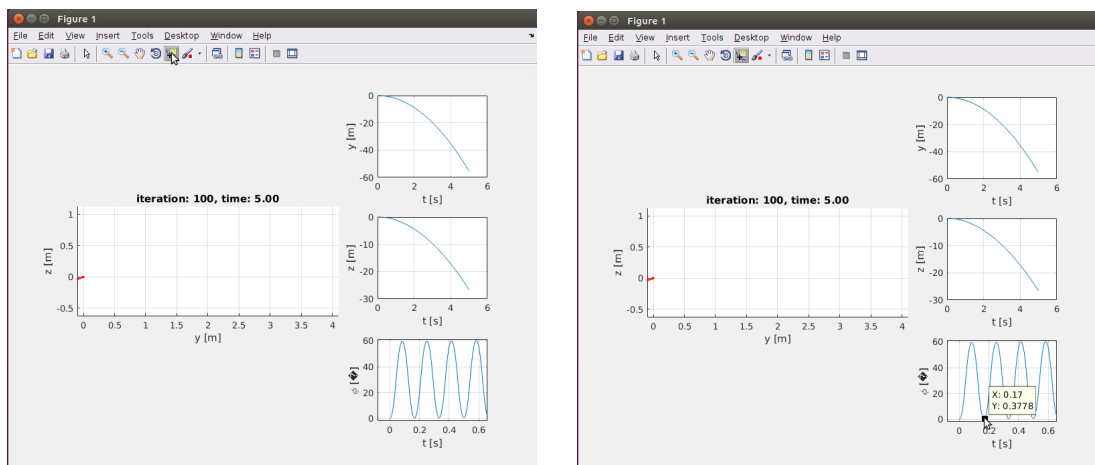 Figure 1
File Edit View Insert Tools Desktop Window Help
0
-20
-40
-60
y [m]
0 2 4 6
t [s]
iteration: 100, time: 5.00
1
0.5
0
-0.5
z [m]
0 0.5 1 1.5 2 2.5 3 3.5 4
y [m]
0
-10
-20
-30
z [m]
0 2 4 6
t [s]
60
40
20
0
ϕ [�]
0 0.2 0.4 0.6
t [s]
Figure 1
File Edit View Insert Tools Desktop Window Help
0
-20
-40
-60
y [m]
0 2 4 6
t [s]
iteration: 100, time: 5.00
1
0.5
0
-0.5
z [m]
0 0.5 1 1.5 2 2.5 3 3.5 4
y [m]
0
-10
-20
-30
z [m]
0 2 4 6
t [s]
60
40
20
0
ϕ [�]
X: 0.17
Y: 0.3778
0 0.2 0.4 0.6
t [s]